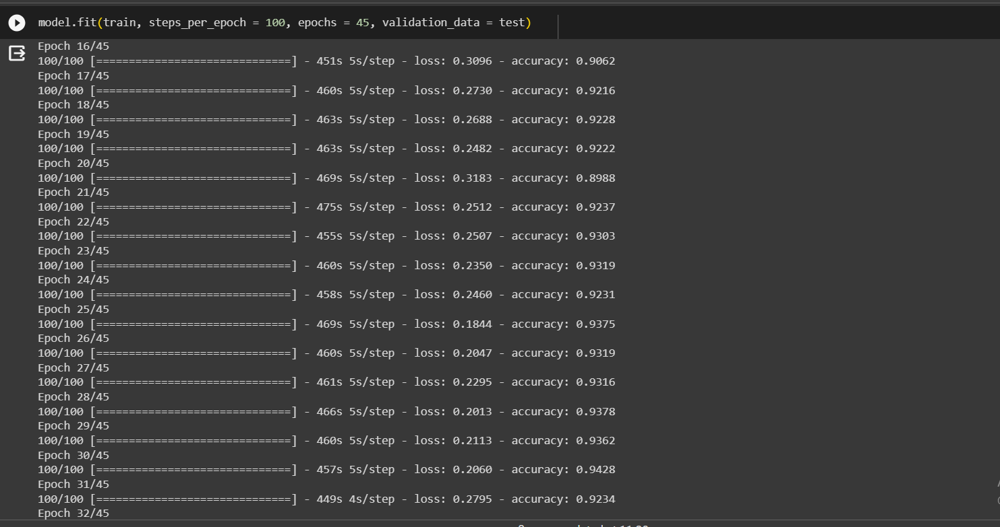 model.fit(train, steps_per_epoch = 100, epochs = 45, validation_data = test)
Epoch 16/45
100/100 [==============================] - 451s 5s/step - loss: 0.3096 - accuracy: 0.9062
Epoch 17/45
100/100 [==============================] - 460s 5s/step - loss: 0.2730 - accuracy: 0.9216
Epoch 18/45
100/100 [==============================] - 463s 5s/step - loss: 0.2688 - accuracy: 0.9228
Epoch 19/45
100/100 [==============================] - 463s 5s/step - loss: 0.2482 - accuracy: 0.9222
Epoch 20/45
100/100 [==============================] - 469s 5s/step - loss: 0.3183 - accuracy: 0.8988
Epoch 21/45
100/100 [==============================] - 475s 5s/step - loss: 0.2512 - accuracy: 0.9237
Epoch 22/45
100/100 [==============================] - 455s 5s/step - loss: 0.2507 - accuracy: 0.9303
Epoch 23/45
100/100 [==============================] - 460s 5s/step - loss: 0.2350 - accuracy: 0.9319
Epoch 24/45
100/100 [==============================] - 458s 5s/step - loss: 0.2460 - accuracy: 0.9231
Epoch 25/45
100/100 [==============================] - 469s 5s/step - loss: 0.1844 - accuracy: 0.9375
Epoch 26/45
100/100 [==============================] - 460s 5s/step - loss: 0.2047 - accuracy: 0.9319
Epoch 27/45
100/100 [==============================] - 461s 5s/step - loss: 0.2295 - accuracy: 0.9316
Epoch 28/45
100/100 [==============================] - 466s 5s/step - loss: 0.2013 - accuracy: 0.9378
Epoch 29/45
100/100 [==============================] - 460s 5s/step - loss: 0.2113 - accuracy: 0.9362
Epoch 30/45
100/100 [==============================] - 457s 5s/step - loss: 0.2060 - accuracy: 0.9428
Epoch 31/45
100/100 [==============================] - 449s 4s/step - loss: 0.2795 - accuracy: 0.9234
Epoch 32/45